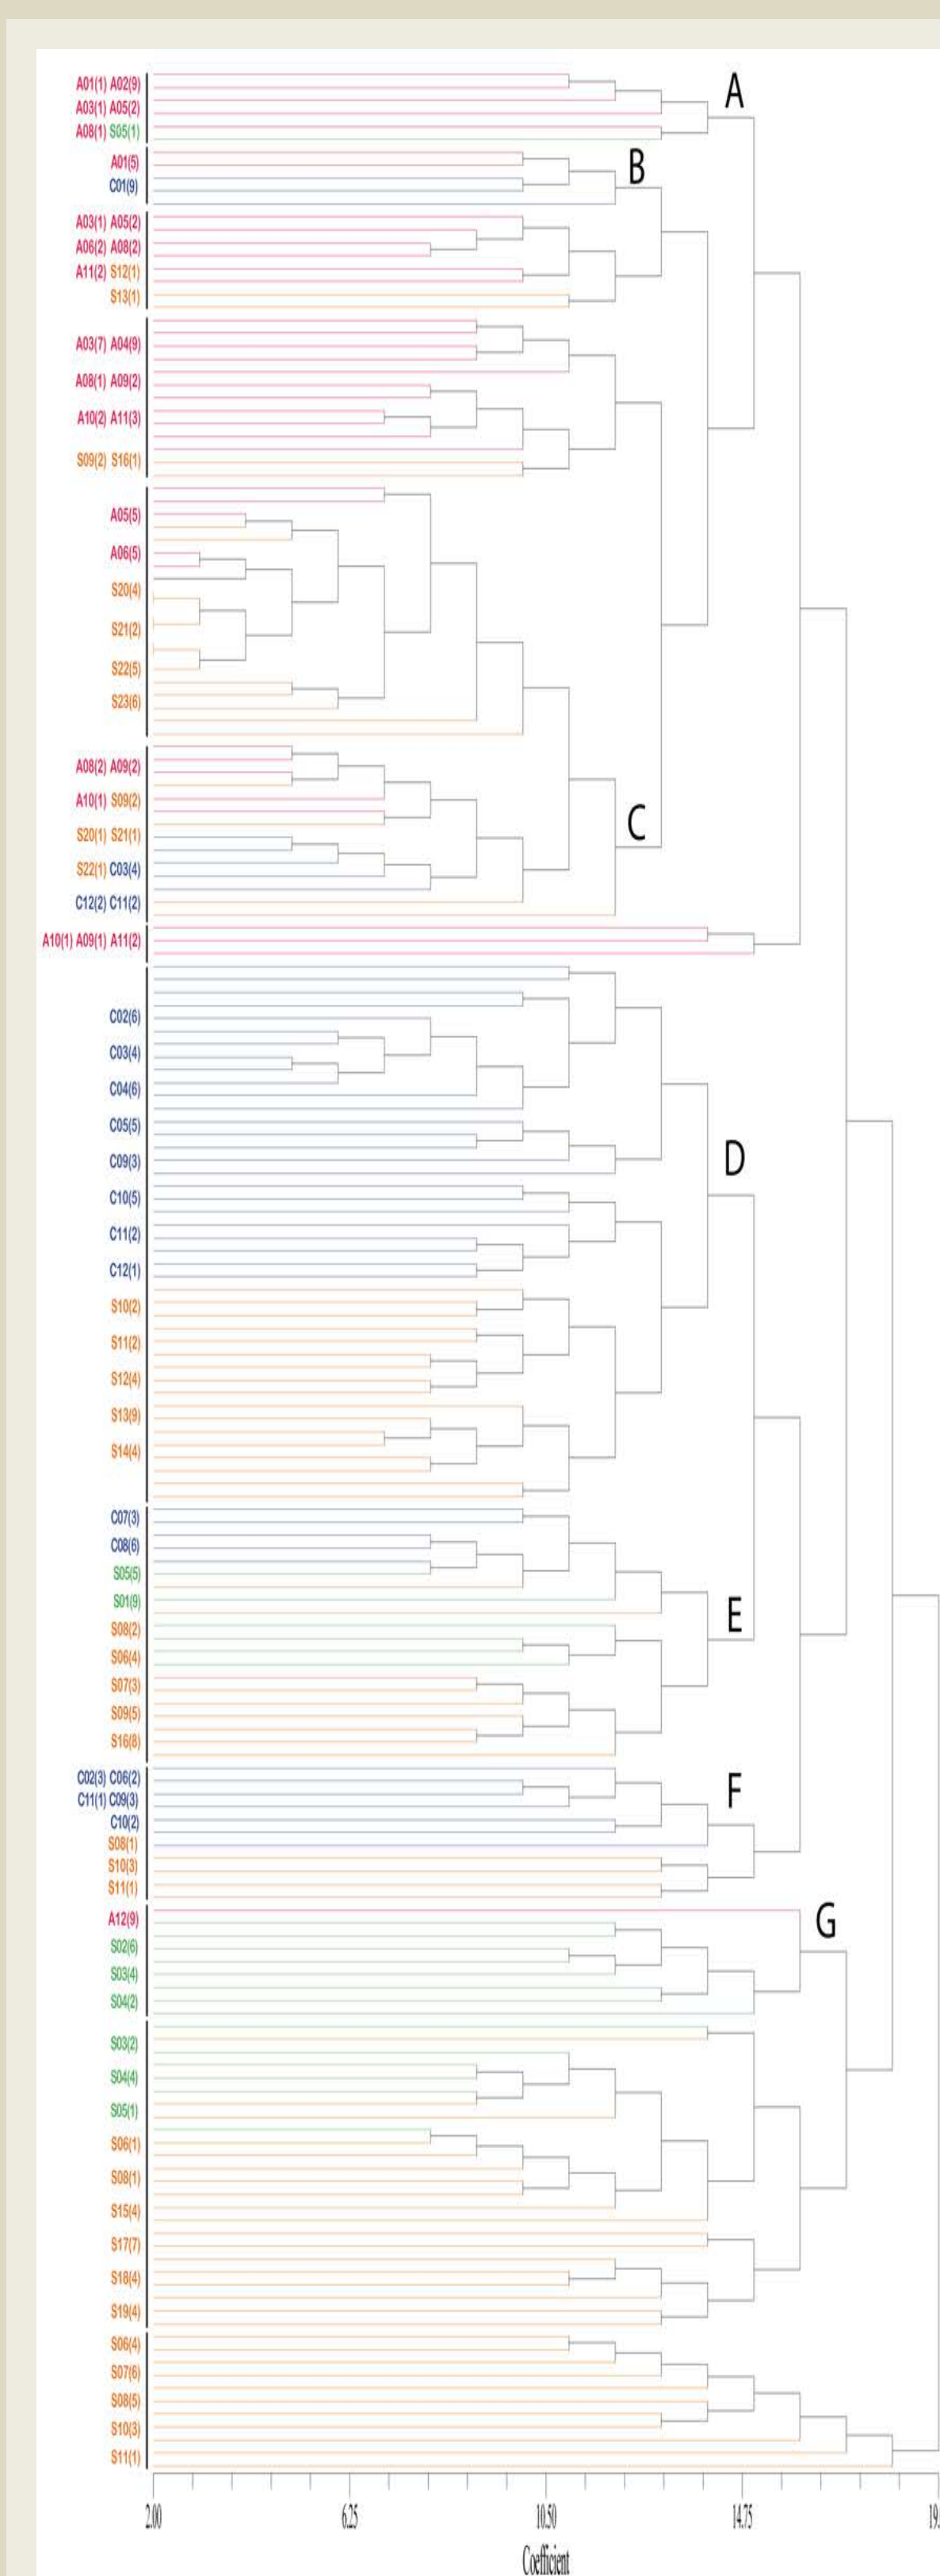 A
A01(1) A02(9)
A03(1) A05(2)
A08(1) S05(1)
B
A01(5)
C01(9)
A03(1) A05(2)
A06(2) A08(2)
A11(2) S12(1)
S13(1)
A03(7) A04(9)
A08(1) A09(2)
A10(2) A11(3)
S09(2) S16(1)
A05(5)
A06(5)
S20(4)
S21(2)
S22(5)
S23(6)
A08(2) A09(2)
A10(1) S09(2)
C
S20(1) S21(1)
S22(1) C03(4)
C12(2) C11(2)
A10(1) A09(1) A11(2)
C02(6)
C03(4)
C04(6)
C05(5)
D
C09(3)
C10(5)
C11(2)
C12(1)
S10(2)
S11(2)
S12(4)
S13(9)
S14(4)
C07(3)
C08(6)
S05(5)
S01(9)
E
S08(2)
S06(4)
S07(3)
S09(5)
S16(8)
C02(3) C06(2)
F
C11(1) C09(3)
C10(2)
S08(1)
S10(3)
S11(1)
A12(9)
G
S02(6)
S03(4)
S04(2)
S03(2)
S04(4)
S05(1)
S06(1)
S08(1)
S15(4)
S17(7)
S18(4)
S19(4)
S06(4)
S07(6)
S08(5)
S10(3)
S11(1)
2.00 6.25 10.50 14.75
Coefficient